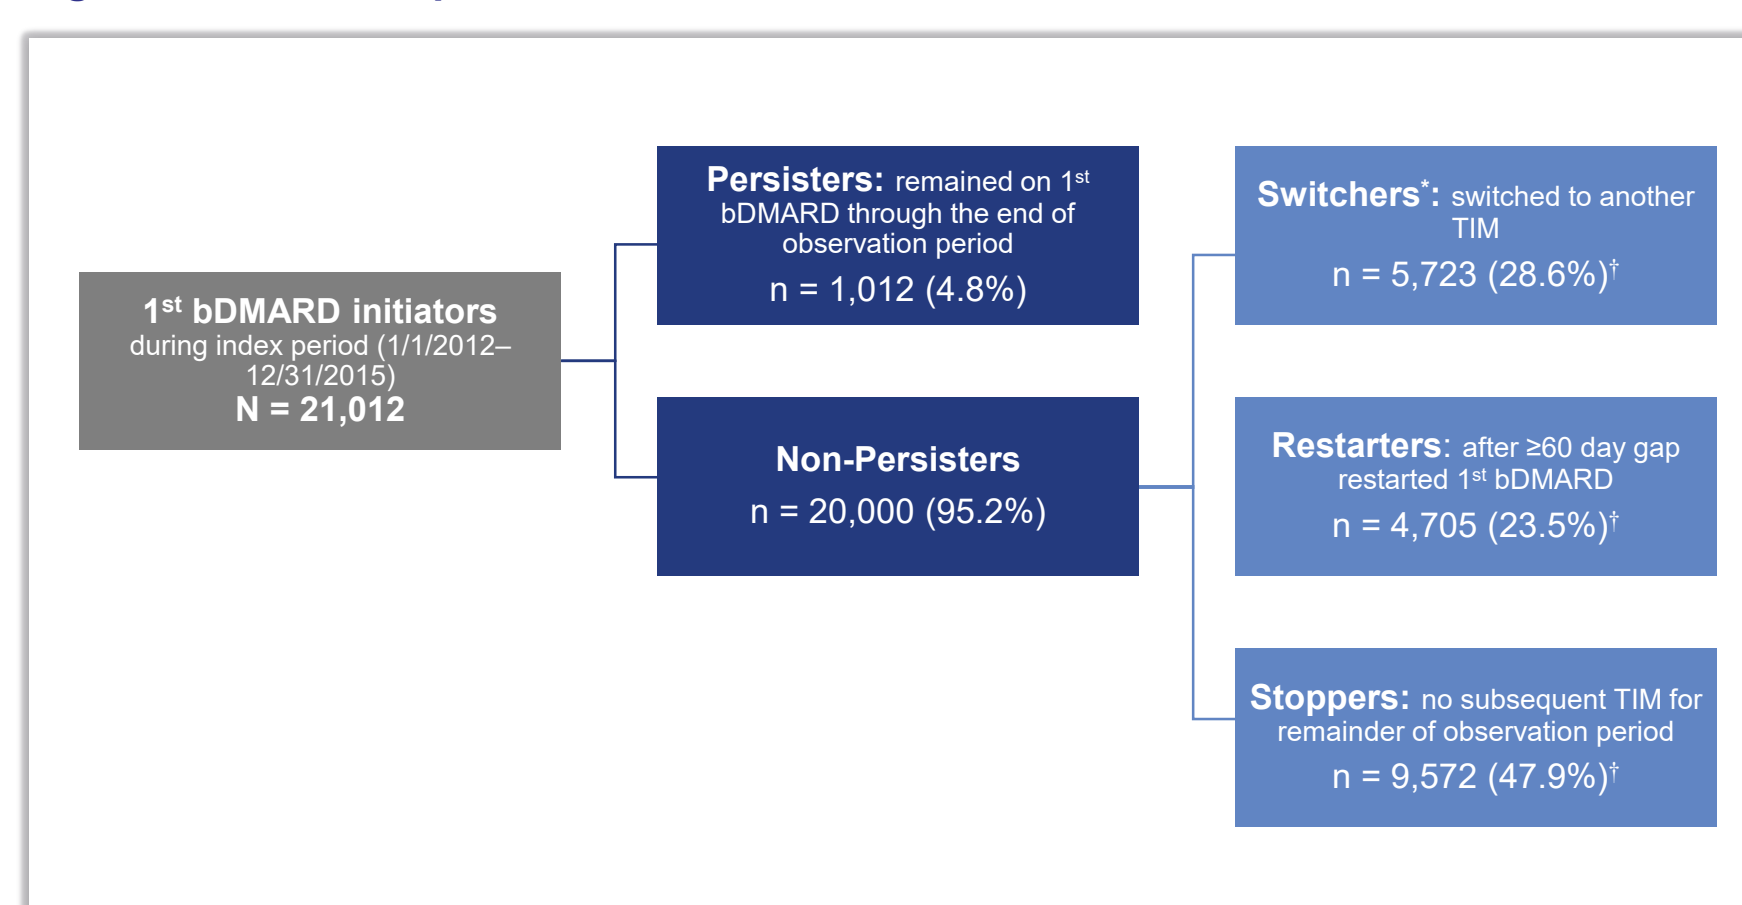 1st bDMARD initiators
during index period (1/1/2012–
12/31/2015)
N = 21,012
Persisters: remained on 1st
bDMARD through the end of
observation period
n = 1,012 (4.8%)
Non-Persisters
n = 20,000 (95.2%)
Switchers*: switched to another
TIM
n = 5,723 (28.6%)†
Restarters: after ≥60 day gap
restarted 1st bDMARD
n = 4,705 (23.5%)†
Stoppers: no subsequent TIM for
remainder of observation period
n = 9,572 (47.9%)†